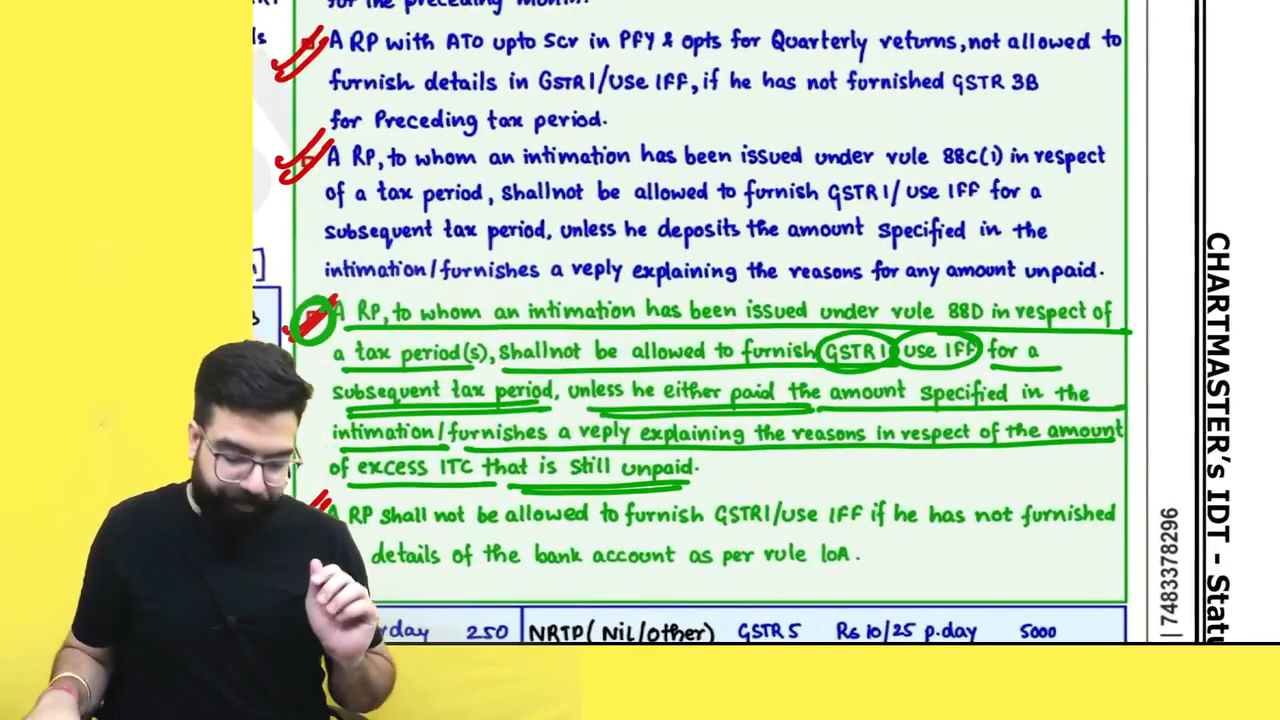 for the preceding month.
A RP with ATO upto 5cr in PFY & opts for Quarterly returns, not allowed to
furnish details in GSTR1/Use IFF, if he has not furnished GSTR 3B
for Preceding tax period.
A RP, to whom an intimation has been issued under rule 88C(1) in respect
of a tax period, shall not be allowed to furnish GSTR1/ use IFF for a
subsequent tax period, unless he deposits the amount specified in the
intimation/furnishes a reply explaining the reasons for any amount unpaid.
A RP, to whom an intimation has been issued under rule 88D in respect of
a tax period(s), shall not be allowed to furnish GSTR1 use IFF for a
subsequent tax period, unless he either paid the amount specified in the
intimation/furnishes a reply explaining the reasons in respect of the amount
of excess ITC that is still unpaid.
A RP shall not be allowed to furnish GSTR1/use IFF if he has not furnished
details of the bank account as per rule 10A.
rday 250 NRTP( Nil/other) GSTR 5 Rs 10/25 p.day 5000
| 7483378296
CHARTMASTER's IDT - Statu